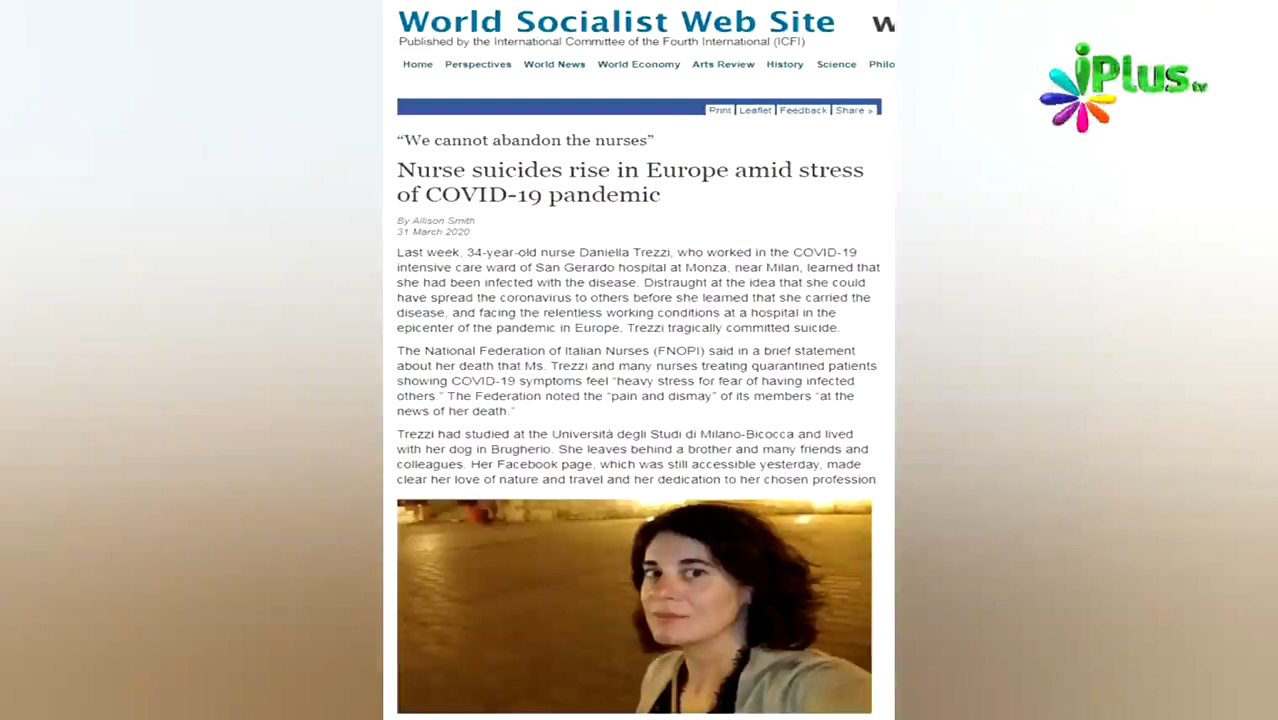 World Socialist Web Site w
Published by the International Committee of the Fourth International (ICFI)
Home Perspectives World News World Economy Arts Review History Science Philo
Print Leaflet Feedback Share »
iPlus tv
“We cannot abandon the nurses”
Nurse suicides rise in Europe amid stress
of COVID-19 pandemic
By Allison Smith
31 March 2020
Last week, 34-year-old nurse Daniella Trezzi, who worked in the COVID-19
intensive care ward of San Gerardo hospital at Monza, near Milan, learned that
she had been infected with the disease. Distraught at the idea that she could
have spread the coronavirus to others before she learned that she carried the
disease, and facing the relentless working conditions at a hospital in the
epicenter of the pandemic in Europe, Trezzi tragically committed suicide.
The National Federation of Italian Nurses (FNOPI) said in a brief statement
about her death that Ms. Trezzi and many nurses treating quarantined patients
showing COVID-19 symptoms feel “heavy stress for fear of having infected
others.” The Federation noted the “pain and dismay” of its members “at the
news of her death.”
Trezzi had studied at the Università degli Studi di Milano-Bicocca and lived
with her dog in Brugherio. She leaves behind a brother and many friends and
colleagues. Her Facebook page, which was still accessible yesterday, made
clear her love of nature and travel and her dedication to her chosen profession